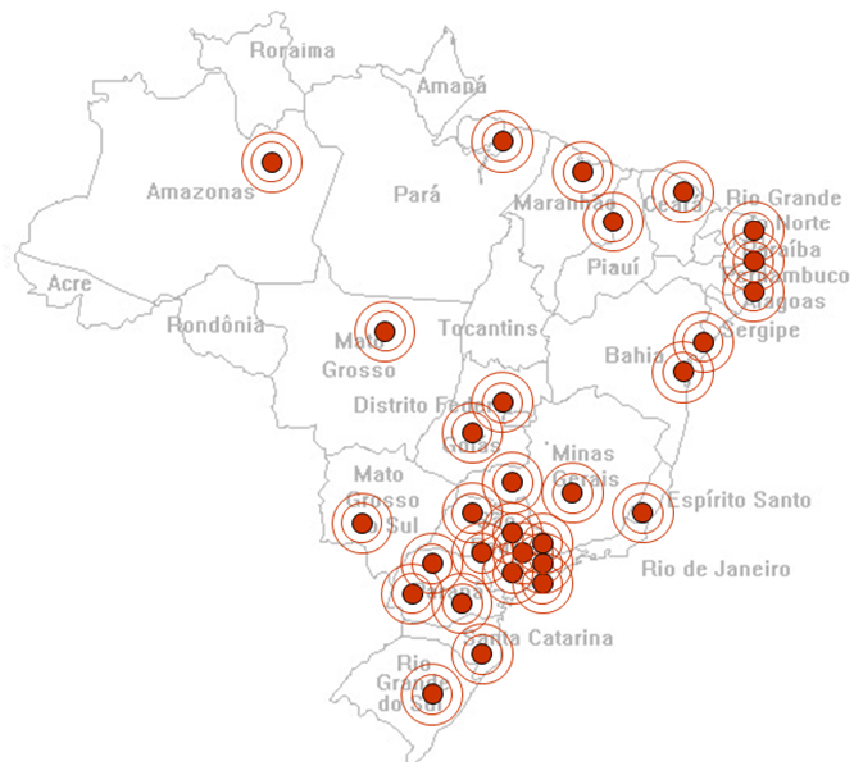 Roraima
Amapá
Amazonas
Pará
Maranhão
Ceará
Rio Grande
do Norte
Paraíba
Pernambuco
Piauí
Alagoas
Acre
Rondônia
Tocantins
Sergipe
Mato
Grosso
Bahia
Distrito Federal
Goiás
Minas
Gerais
Mato
Grosso
do Sul
Espírito Santo
São
Rio de Janeiro
Paraná
Santa Catarina
Rio
Grande
do Sul